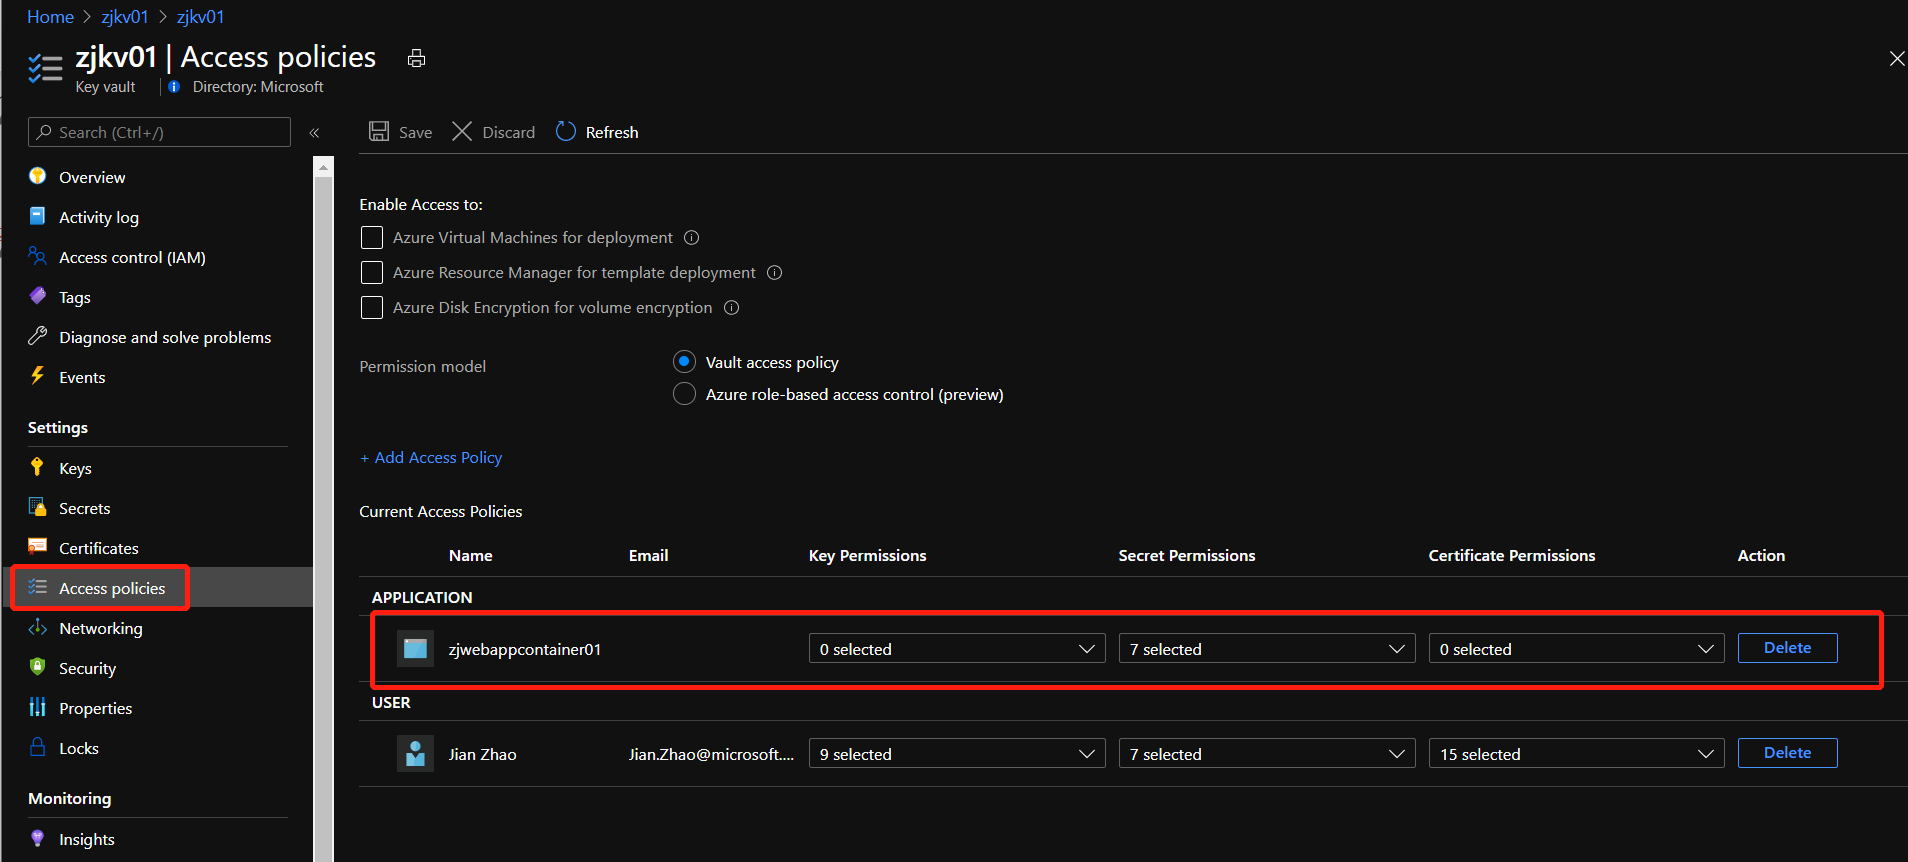 Home > zjkv01 > zjkv01
zjkv01 | Access policies
Key vault
Directory: Microsoft
Search (Ctrl+/)
«
Overview
Activity log
Access control (IAM)
Tags
Diagnose and solve problems
Events
Settings
Keys
Secrets
Certificates
Access policies
Networking
Security
Properties
Locks
Monitoring
Insights
Save Discard Refresh
Enable Access to:
Azure Virtual Machines for deployment
Azure Resource Manager for template deployment
Azure Disk Encryption for volume encryption
Permission model
Vault access policy
Azure role-based access control (preview)
+ Add Access Policy
Current Access Policies
Name Email Key Permissions Secret Permissions Certificate Permissions Action
APPLICATION
zjwebappcontainer01 0 selected 7 selected 0 selected Delete
USER
Jian Zhao Jian.Zhao@microsoft.... 9 selected 7 selected 15 selected Delete